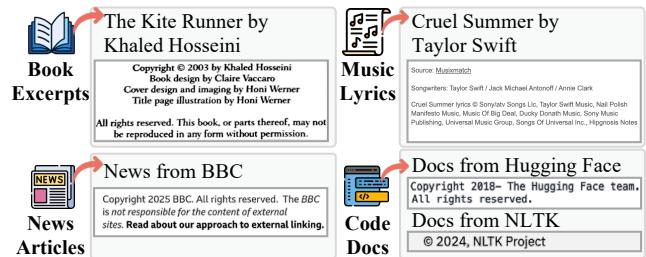 Book
Excerpts
The Kite Runner by
Khaled Hosseini
Copyright © 2003 by Khaled Hosseini
Book design by Claire Vaccaro
Cover design and imaging by Honi Werner
Title page illustration by Honi Werner
All rights reserved. This book, or parts thereof, may not
be reproduced in any form without permission.
Music
Lyrics
Cruel Summer by
Taylor Swift
Source: Musixmatch
Songwriters: Taylor Swift / Jack Michael Antonoff / Annie Clark
Cruel Summer lyrics © Sony/atv Songs Llc, Taylor Swift Music, Nail Polish
Manifesto Music, Music Of Big Deal, Ducky Donath Music, Sony Music
Publishing, Universal Music Group, Songs Of Universal Inc., Hipgnosis Notes
NEWS
News
Articles
News from BBC
Copyright 2025 BBC. All rights reserved. The BBC
is not responsible for the content of external
sites. Read about our approach to external linking.
</>
Code
Docs
Docs from Hugging Face
Copyright 2018- The Hugging Face team.
All rights reserved.
Docs from NLTK
© 2024, NLTK Project